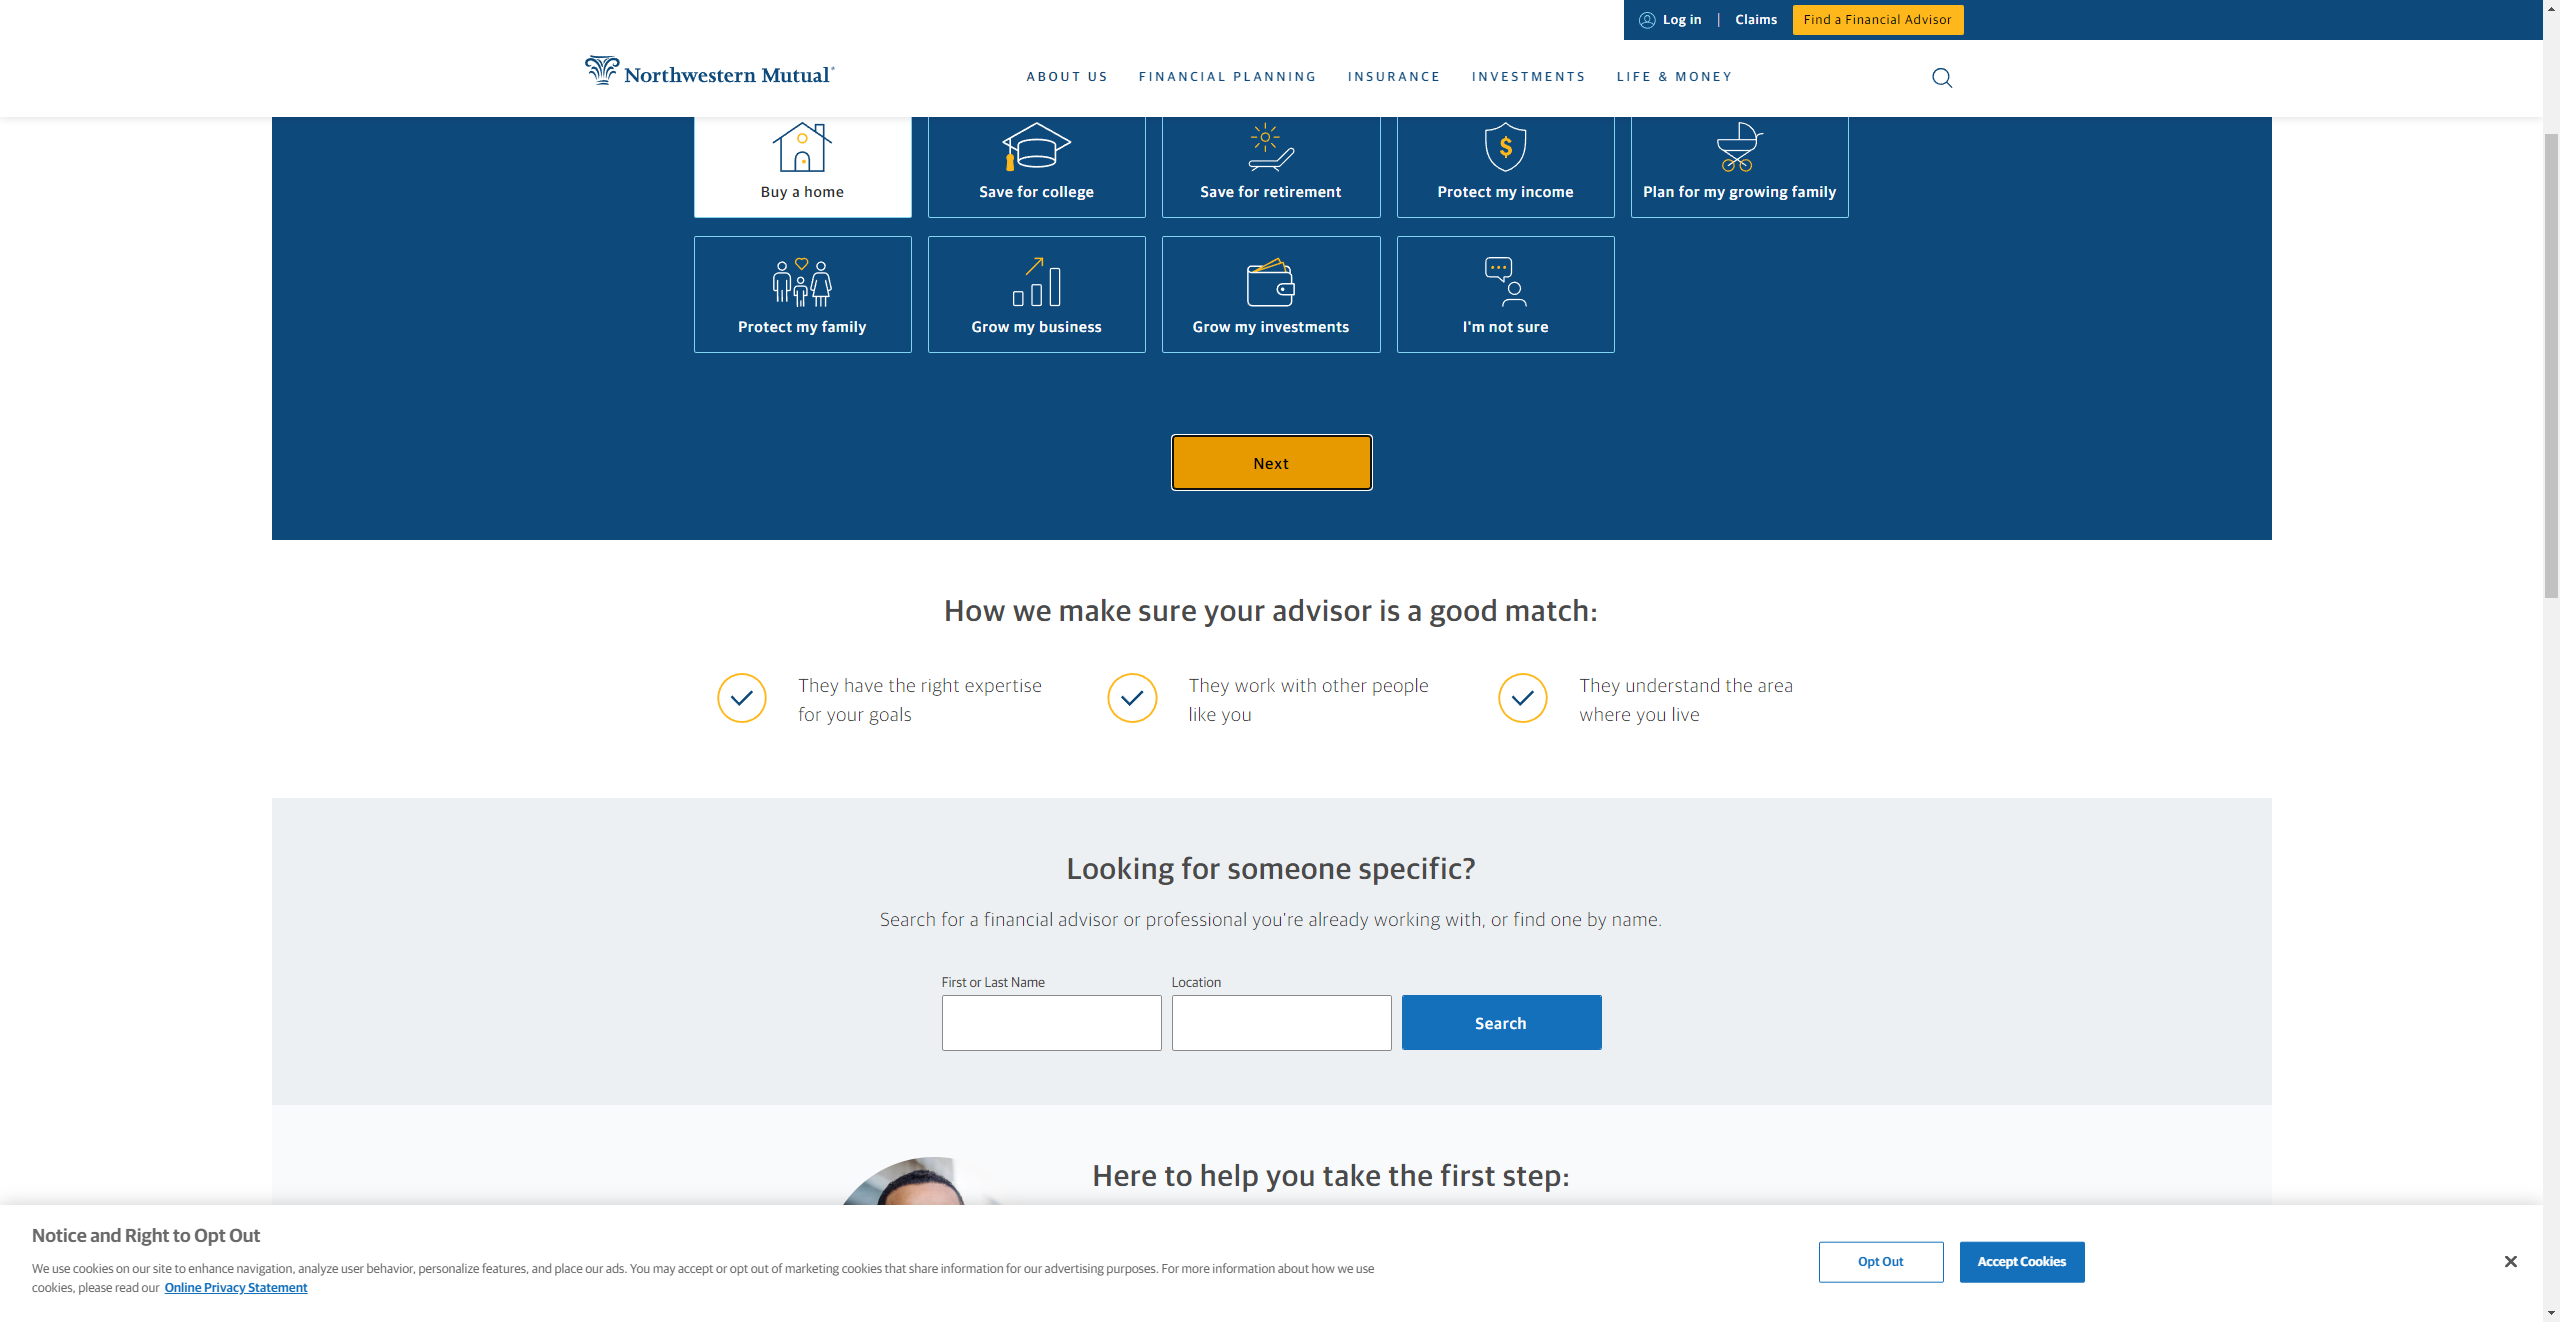 Log in | Claims Find a Financial Advisor
Northwestern Mutual®
ABOUT US FINANCIAL PLANNING INSURANCE INVESTMENTS LIFE & MONEY
Buy a home Save for college Save for retirement Protect my income Plan for my growing family
Protect my family Grow my business Grow my investments I'm not sure
Next
How we make sure your advisor is a good match:
They have the right expertise
for your goals
They work with other people
like you
They understand the area
where you live
Looking for someone specific?
Search for a financial advisor or professional you're already working with, or find one by name.
First or Last Name Location
Search
Here to help you take the first step:
Notice and Right to Opt Out
We use cookies on our site to enhance navigation, analyze user behavior, personalize features, and place our ads. You may accept or opt out of marketing cookies that share information for our advertising purposes. For more information about how we use
cookies, please read our Online Privacy Statement
Opt Out Accept Cookies